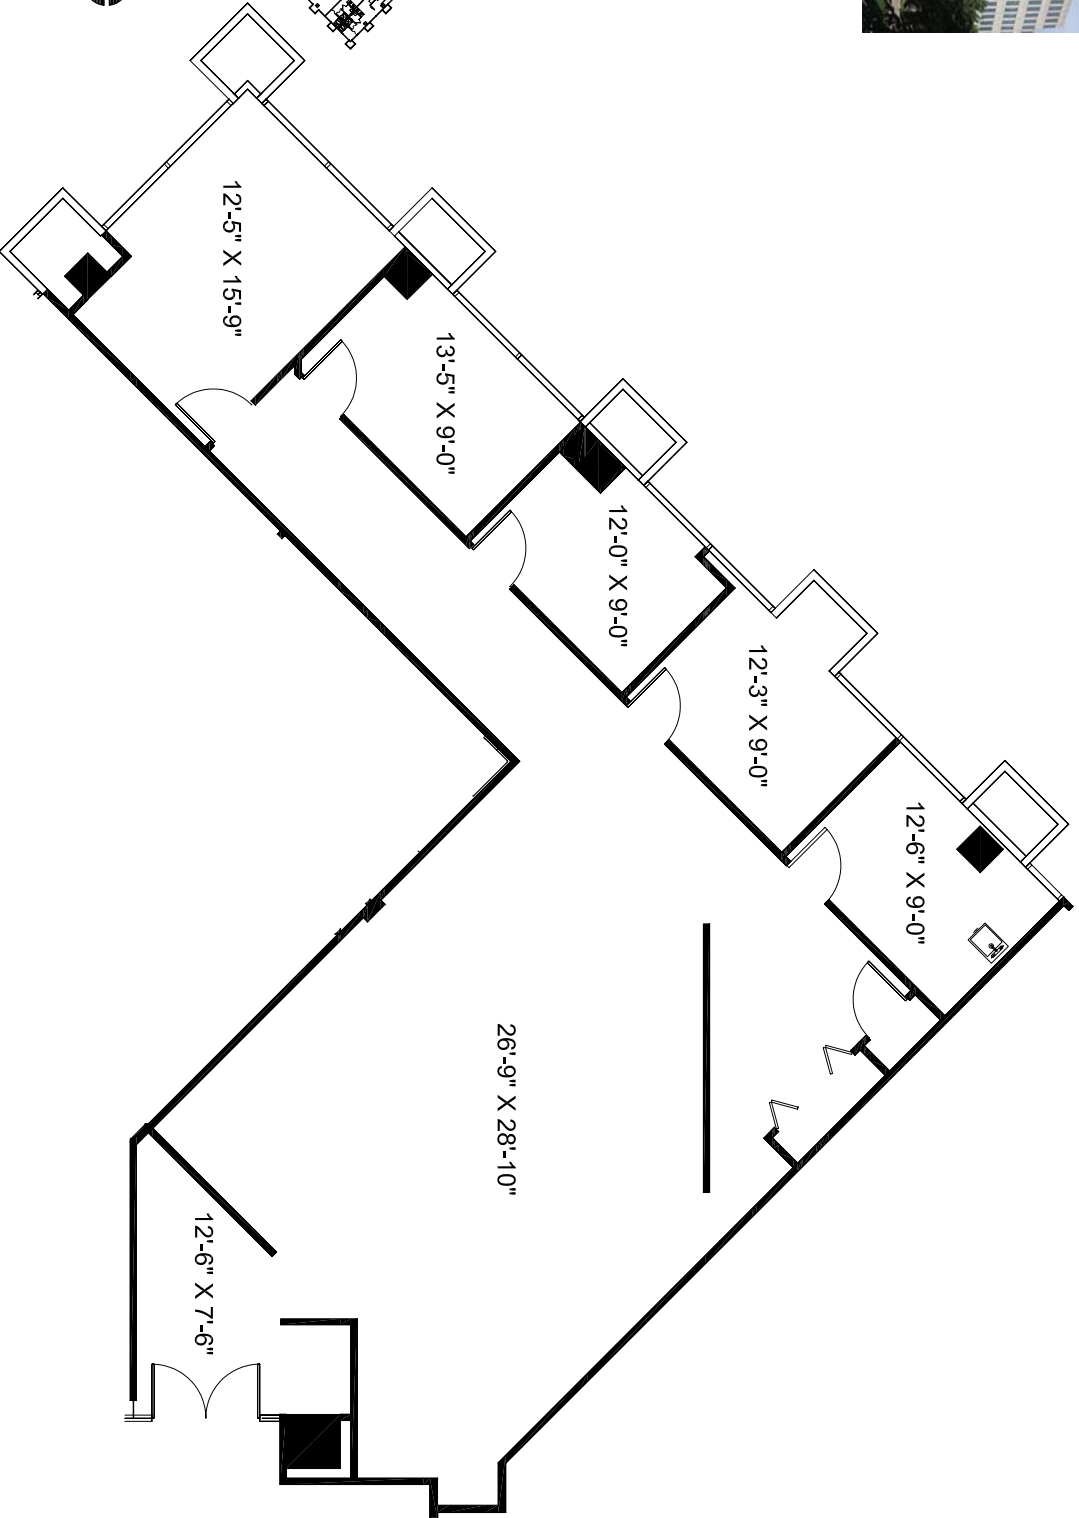 12'-5" X 15'-9"
13'-5" X 9'-0"
12'-0" X 9'-0"
12'-3" X 9'-0"
12'-6" X 9'-0"
26'-9" X 28'-10"
12'-6" X 7'-6"